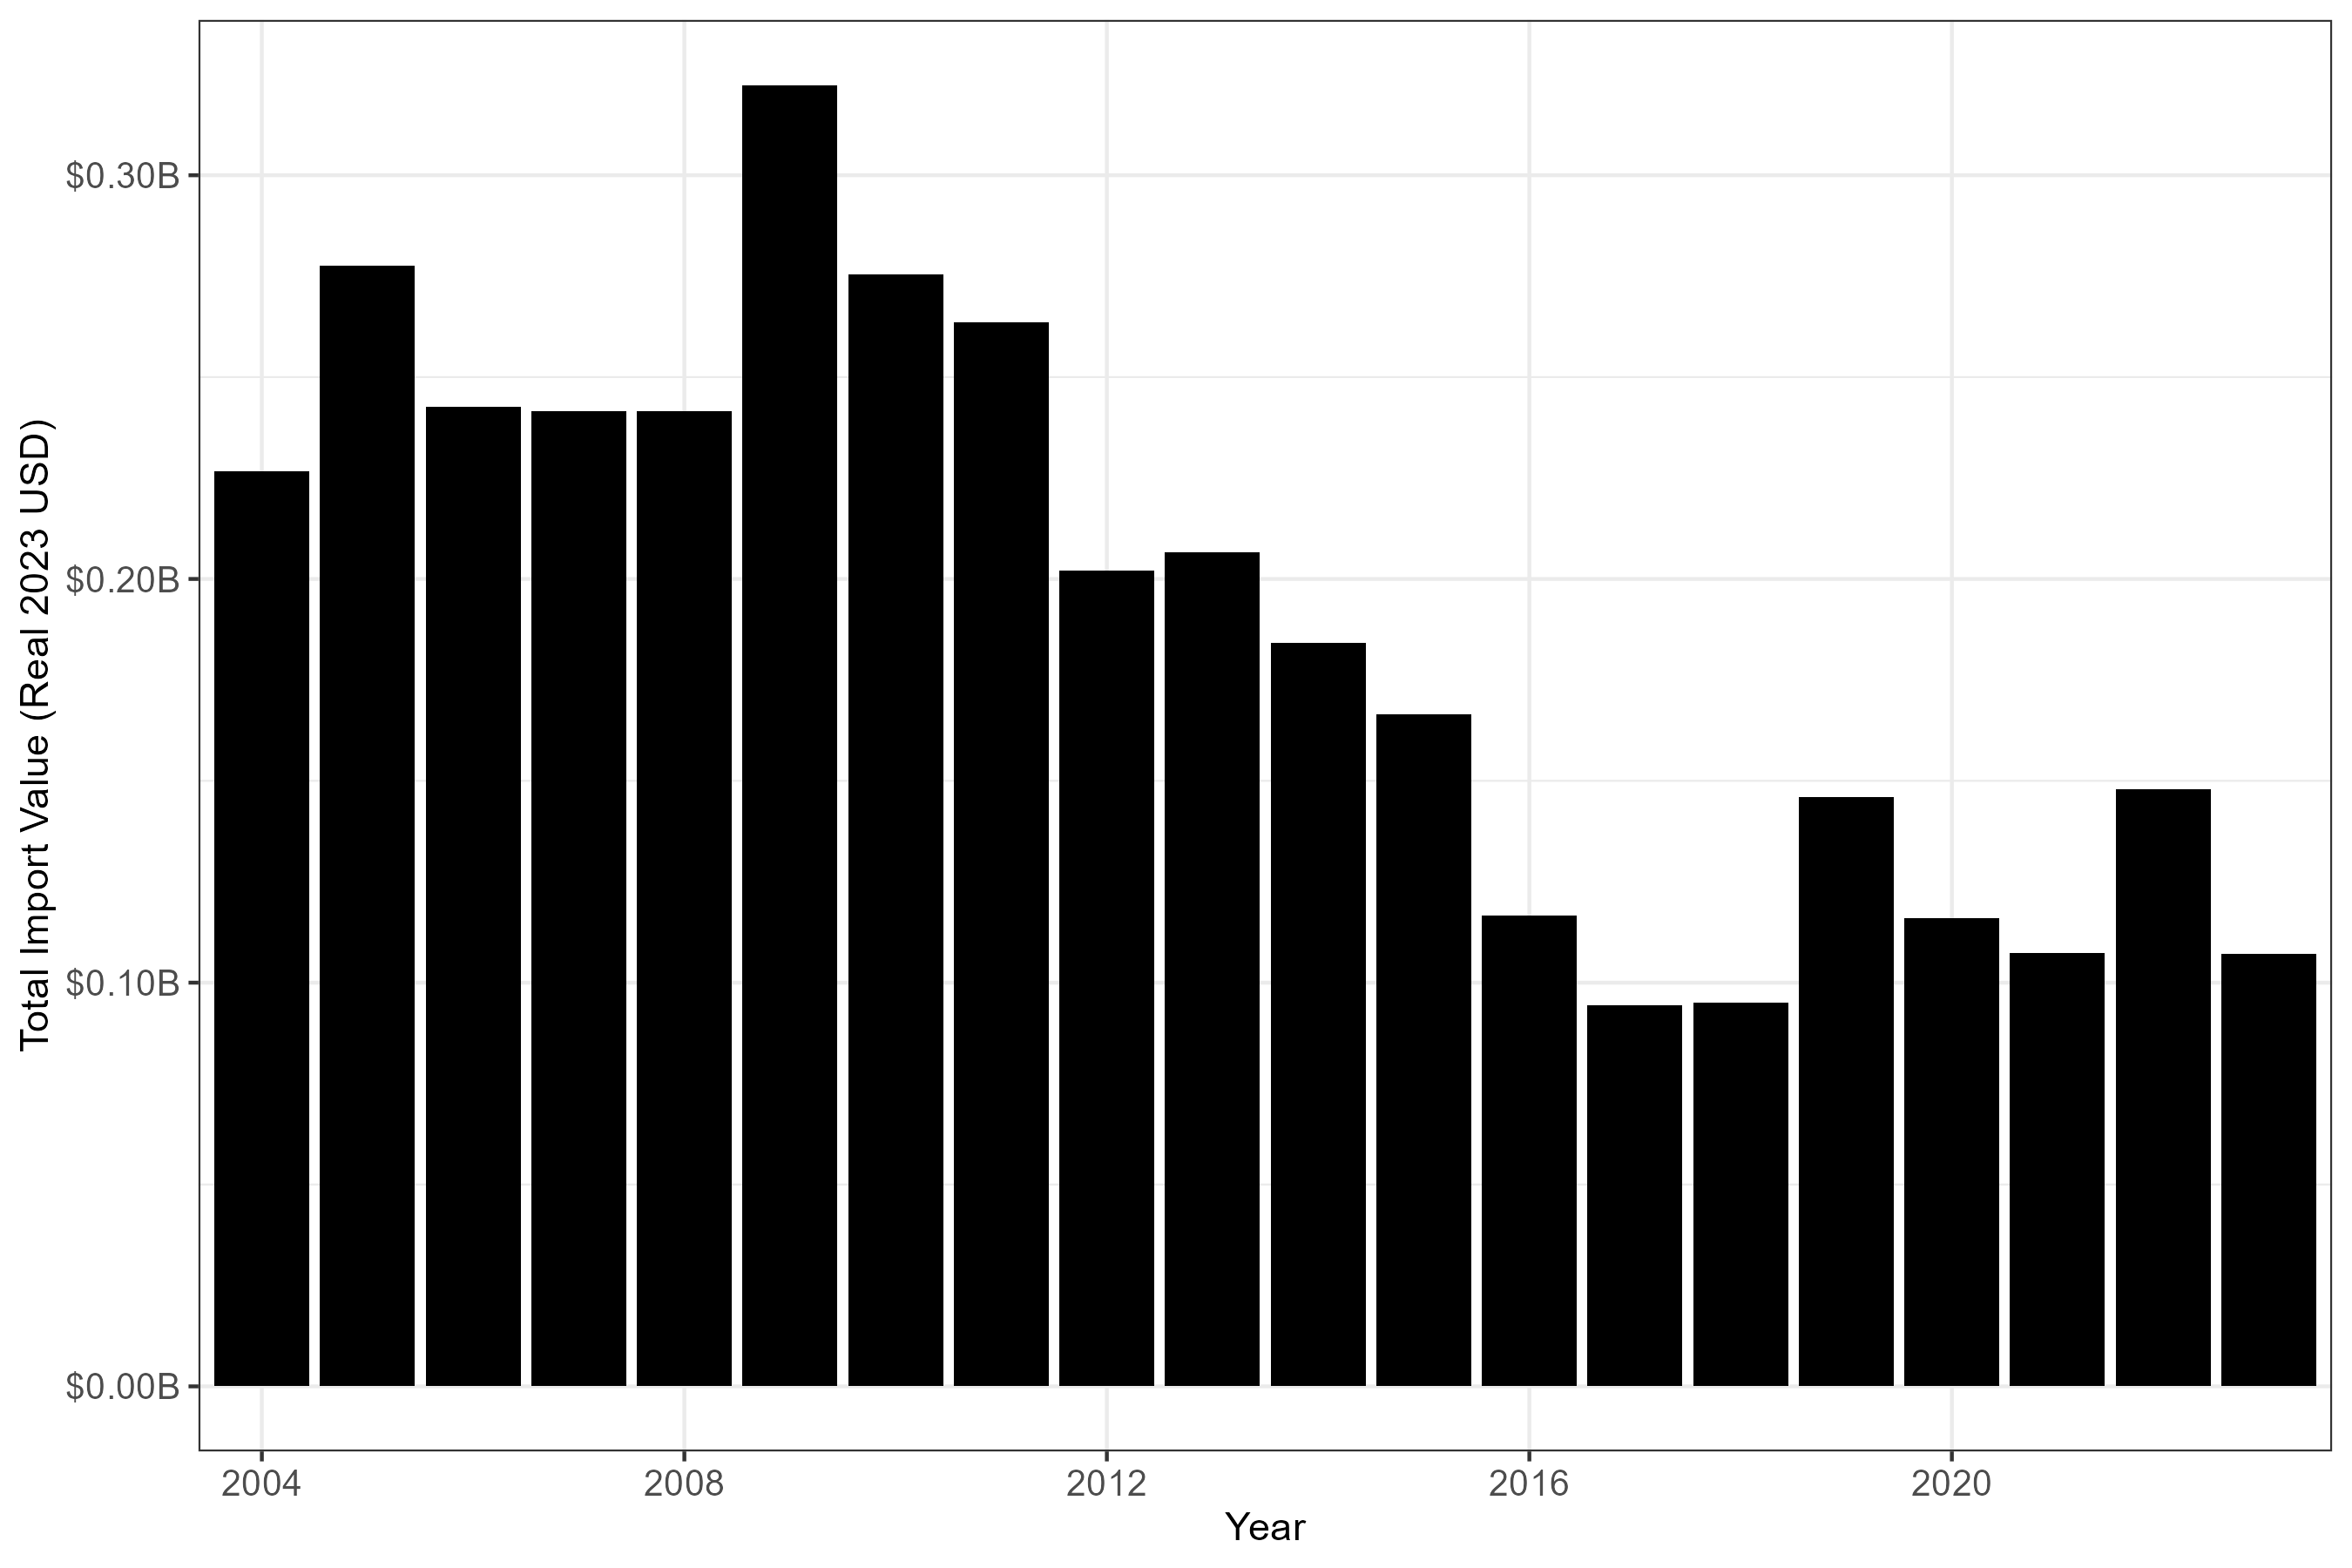 Total Import Value (Real 2023 USD)
$0.30B
$0.20B
$0.10B
$0.00B
2004 2008 2012 2016 2020
Year